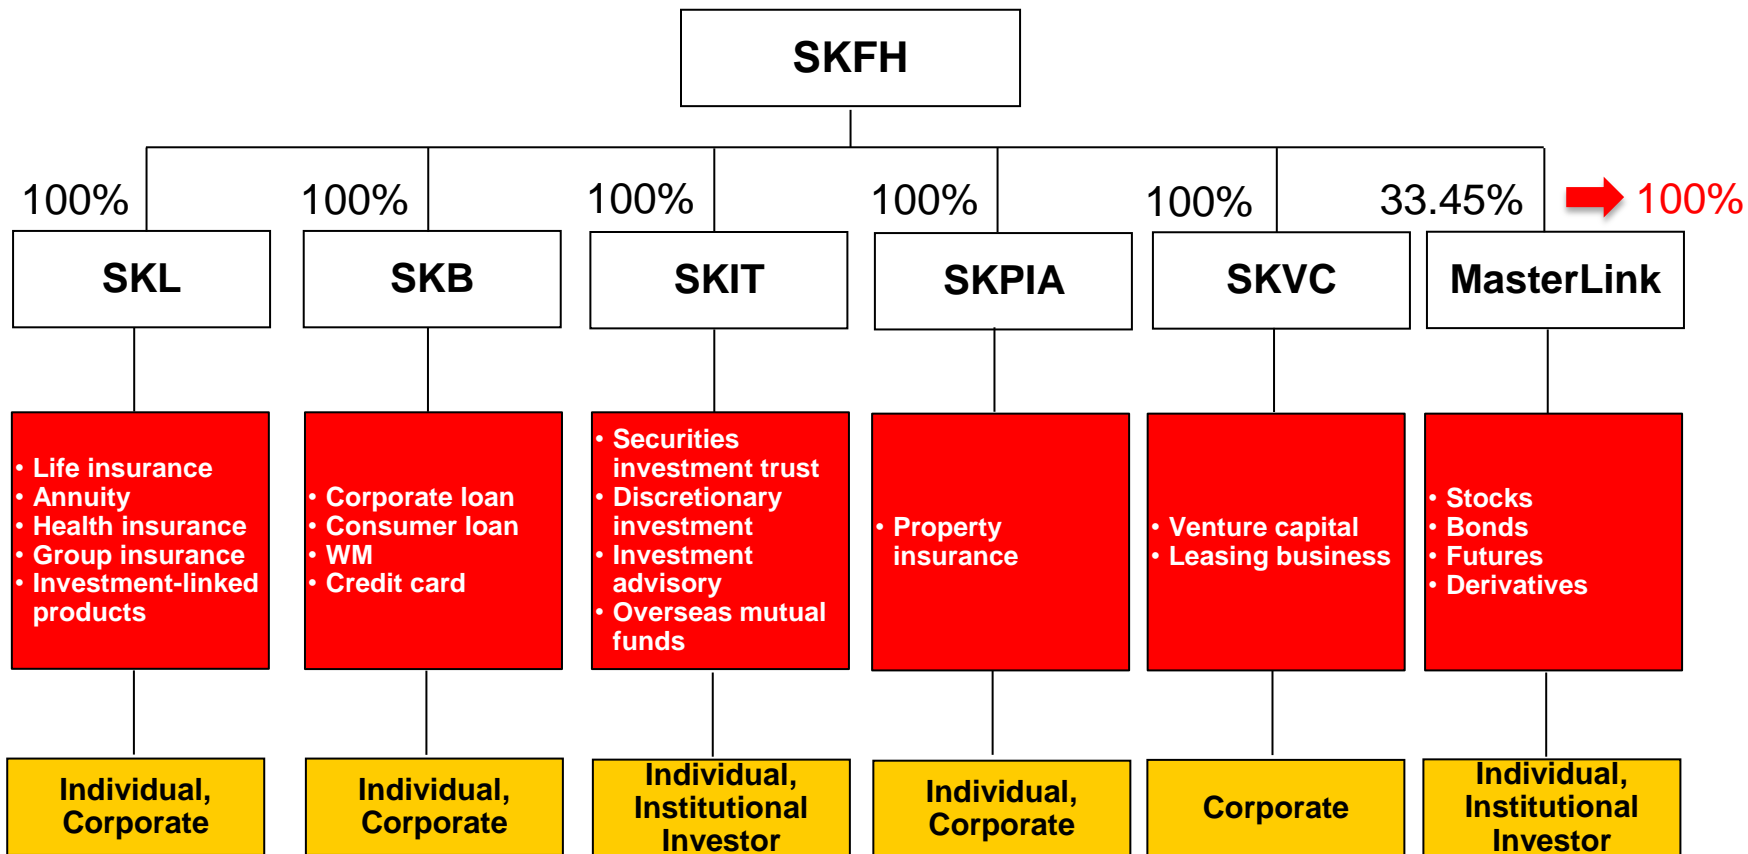 SKFH
100%
100%
100%
100%
100%
33.45%
100%
SKL
SKB
SKIT
SKPIA
SKVC
MasterLink
• Life insurance
• Annuity
• Health insurance
• Group insurance
• Investment-linked
products
• Corporate loan
• Consumer loan
• WM
• Credit card
• Securities
investment trust
• Discretionary
investment
• Investment
advisory
• Overseas mutual
funds
• Property
insurance
• Venture capital
• Leasing business
• Stocks
• Bonds
• Futures
• Derivatives
Individual,
Corporate
Individual,
Corporate
Individual,
Institutional
Investor
Individual,
Corporate
Corporate
Individual,
Institutional
Investor